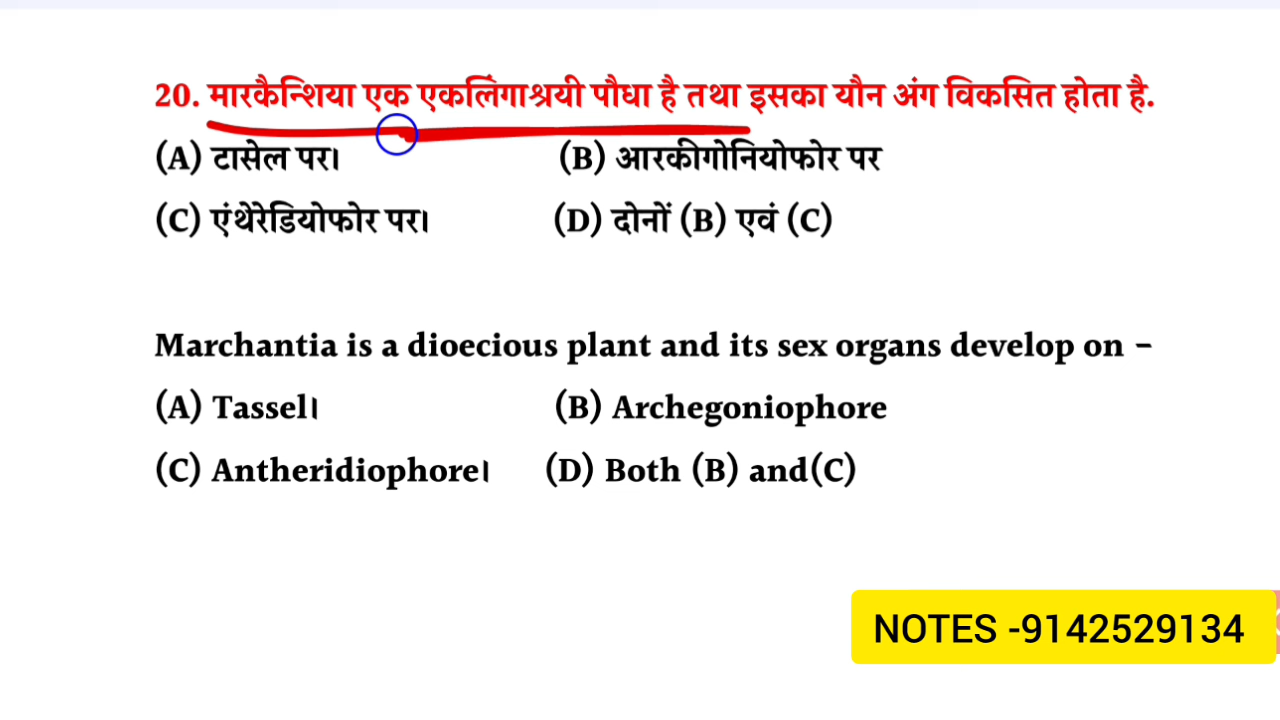 20. मारकैन्शिया एक एकलिंगाश्रयी पौधा है तथा इसका यौन अंग विकसित होता है.
(A) टासेल पर। (B) आरकीगोनियोफोर पर
(C) एंथेरेडियोफोर पर। (D) दोनों (B) एवं (C)
Marchantia is a dioecious plant and its sex organs develop on -
(A) Tassel। (B) Archegoniophore
(C) Antheridiophore। (D) Both (B) and(C)
NOTES -9142529134